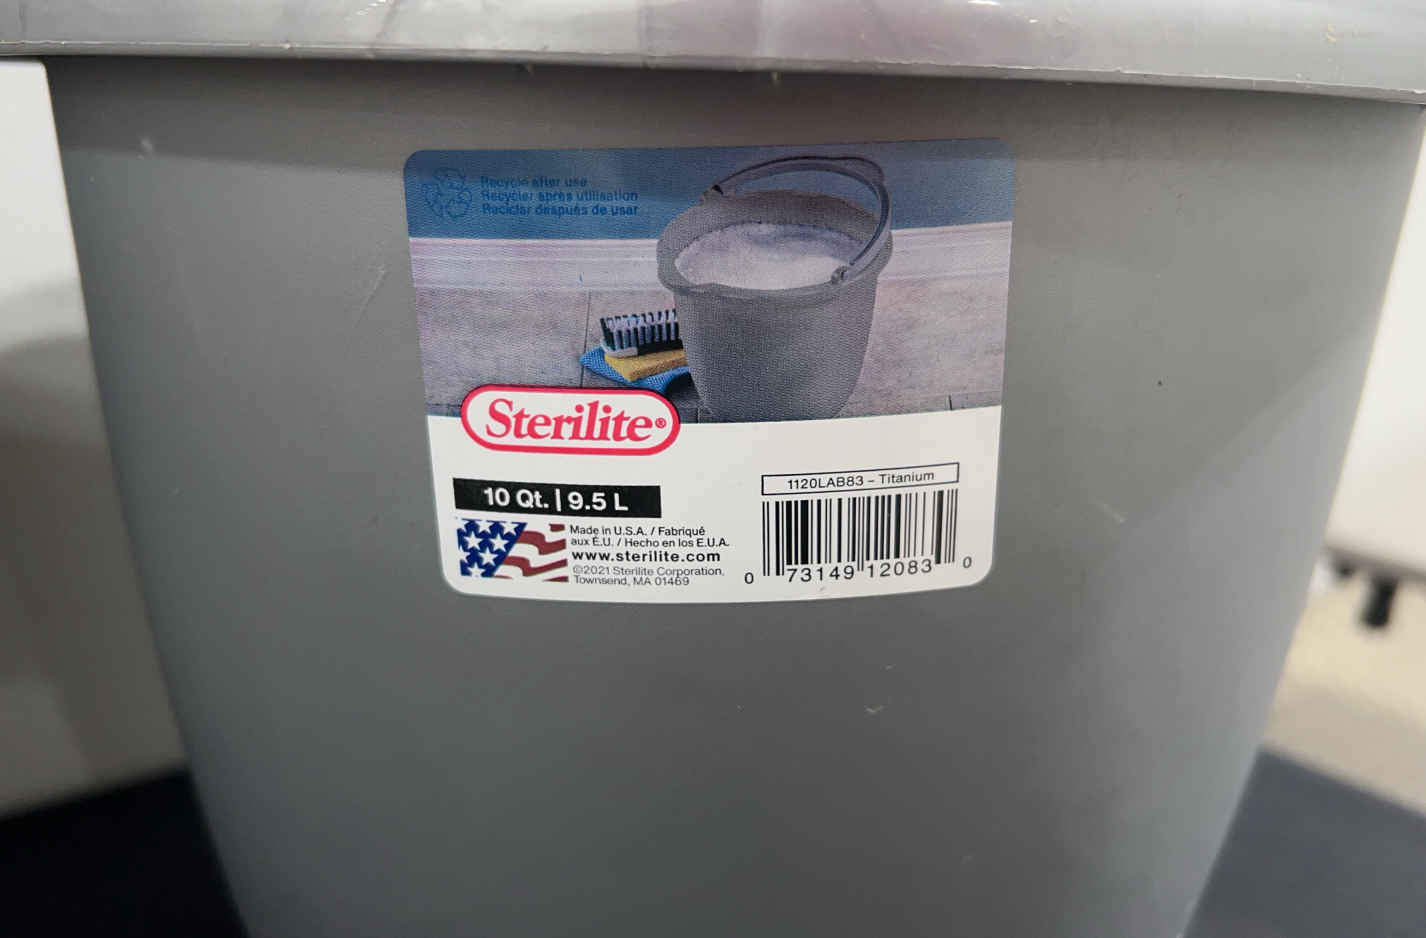 Recycle after use
Recycler après utilisation
Reciclar después de usar
Sterilite®
10 Qt. | 9.5 L
1120LAB83 – Titanium
Made in U.S.A. / Fabriqué
aux É.U. / Hecho en los E.U.A.
www.sterilite.com
©2021 Sterilite Corporation,
Townsend, MA 01469
0 73149 12083 0